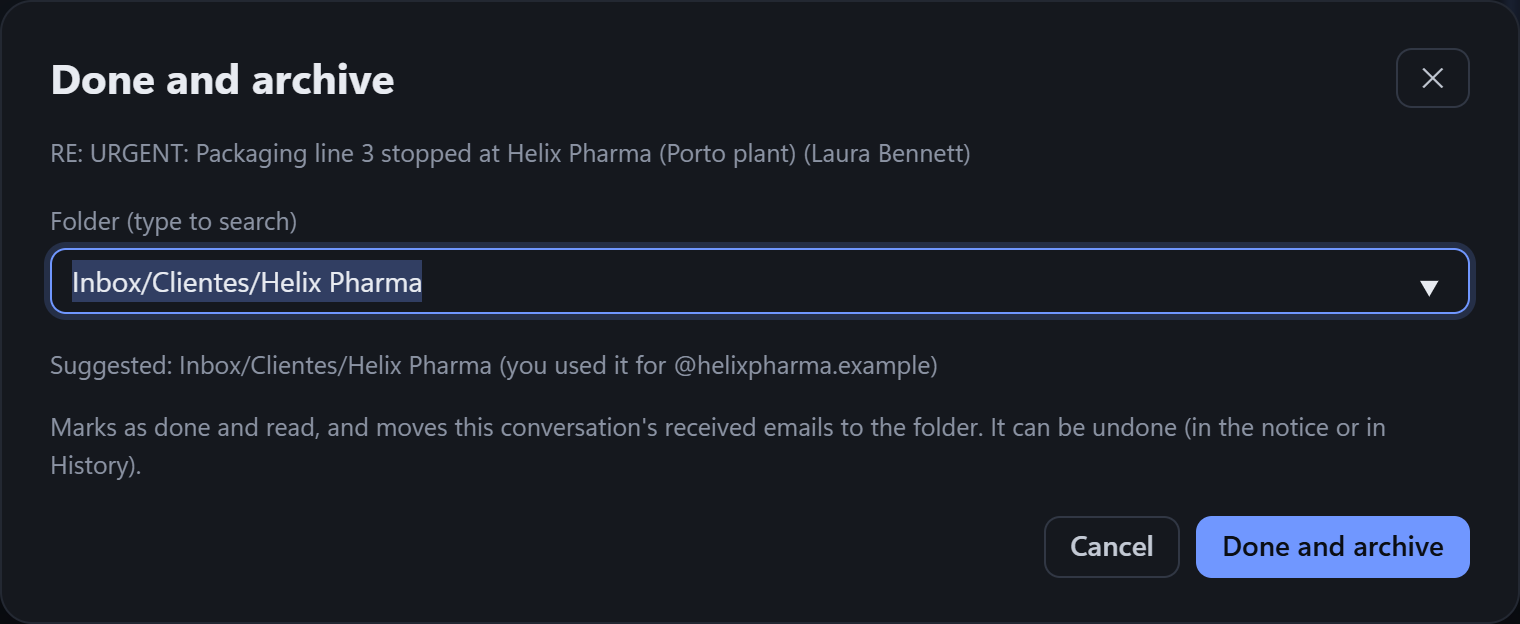 Done and archive
RE: URGENT: Packaging line 3 stopped at Helix Pharma (Porto plant) (Laura Bennett)
Folder (type to search)
Inbox/Clientes/Helix Pharma
Suggested: Inbox/Clientes/Helix Pharma (you used it for @helixpharma.example)
Marks as done and read, and moves this conversation's received emails to the folder. It can be undone (in the notice or in
History).
Cancel
Done and archive